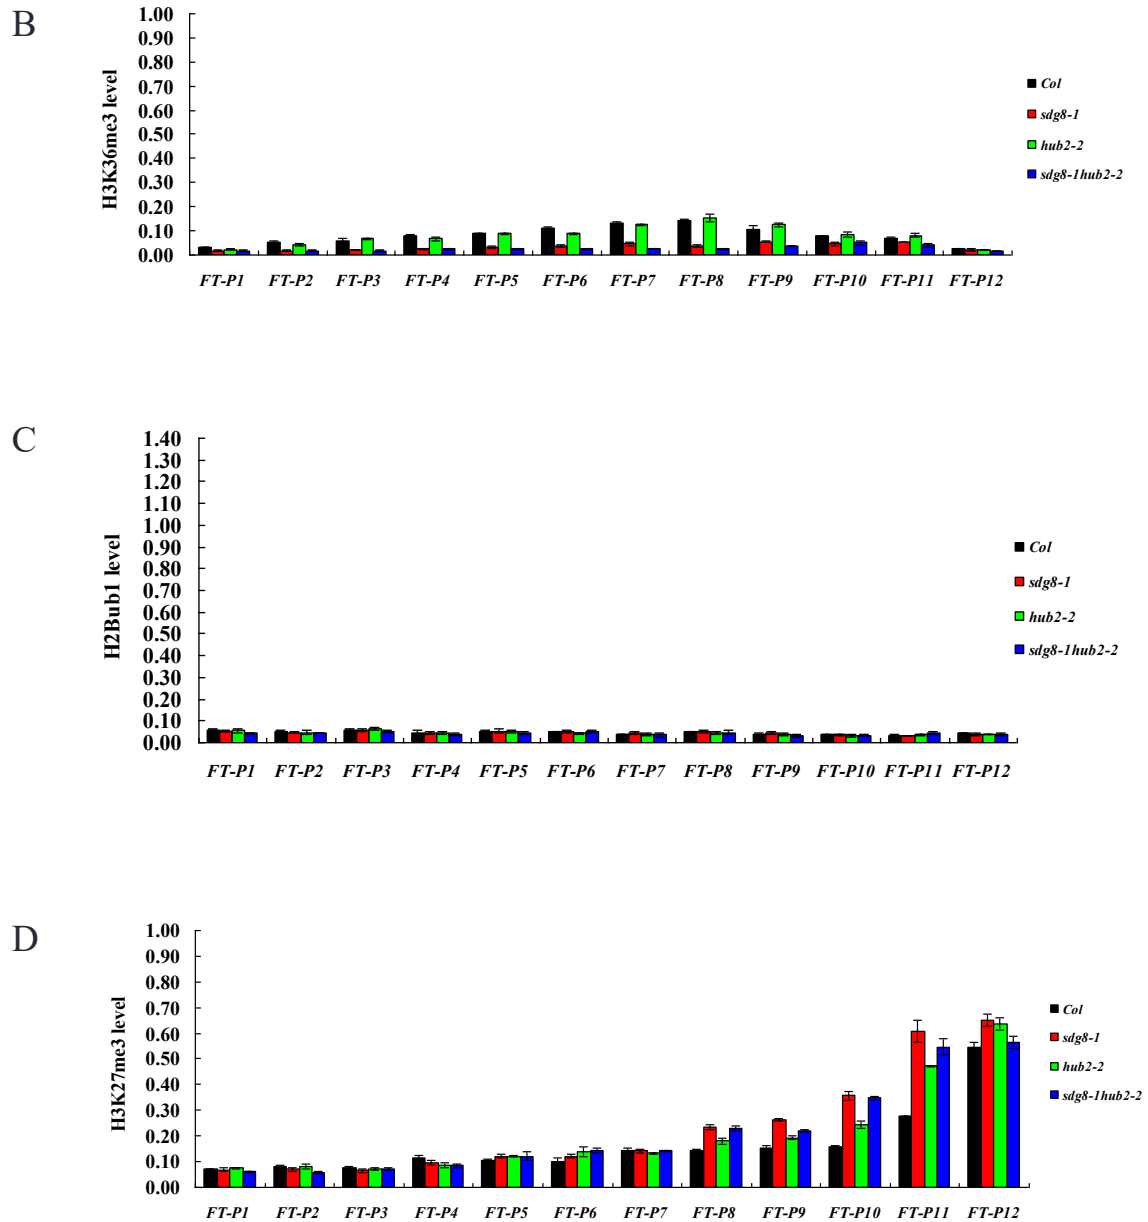 B
H3K36me3 level
1.00
0.90
0.80
0.70
0.60
0.50
0.40
0.30
0.20
0.10
0.00
FT-P1 FT-P2 FT-P3 FT-P4 FT-P5 FT-P6 FT-P7 FT-P8 FT-P9 FT-P10 FT-P11 FT-P12
Col
sdg8-1
hub2-2
sdg8-1hub2-2
C
H2Bub1 level
1.40
1.30
1.20
1.10
1.00
0.90
0.80
0.70
0.60
0.50
0.40
0.30
0.20
0.10
0.00
FT-P1 FT-P2 FT-P3 FT-P4 FT-P5 FT-P6 FT-P7 FT-P8 FT-P9 FT-P10 FT-P11 FT-P12
Col
sdg8-1
hub2-2
sdg8-1hub2-2
D
H3K27me3 level
1.00
0.90
0.80
0.70
0.60
0.50
0.40
0.30
0.20
0.10
0.00
FT-P1 FT-P2 FT-P3 FT-P4 FT-P5 FT-P6 FT-P7 FT-P8 FT-P9 FT-P10 FT-P11 FT-P12
Col
sdg8-1
hub2-2
sdg8-1hub2-2